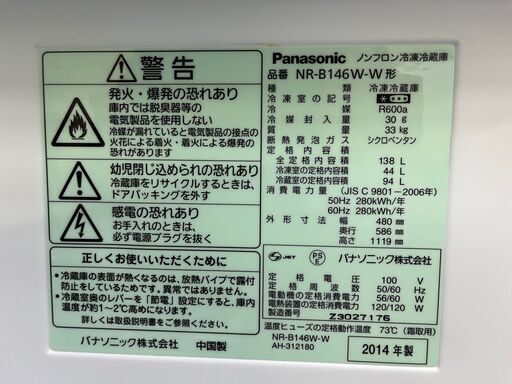 警告
発火・爆発の恐れあり
庫内では脱臭器等の
電気製品を使用しない
冷媒が漏れていると電気製品の接点の
火花による着火・着火による爆発の
恐れがあります
幼児閉じ込められの恐れあり
冷蔵庫をリサイクルするときは、
ドアパッキングを外す
感電の恐れあり
お手入れのときは、
必ず電源プラグを抜く
正しくお使いいただくために
•冷蔵庫の表面が熱くなるのは、放熱パイプで露付
防止をしているためです。異常ではありません。
•冷蔵室奥のレバーを「節電」設定にすると、庫内
温度が約1~2℃高めになります。
詳しくは取扱説明書をご参照ください。
パナソニック株式会社 中国製
Panasonic ノンフロン冷凍冷蔵庫
品番 NR-B146W-W形
種類 冷凍冷蔵庫
冷凍室の記号
冷媒 R600a
冷媒封入量 30g
質量 33kg
断熱発泡ガス シクロペンタン
定格内容積
全定格内容積 138 L
冷凍室の定格内容積 44 L
冷蔵室の定格内容積 94 L
消費電力量 (JIS C 9801-2006年)
50Hz 280kWh/年
60Hz 280kWh/年
外形寸法 幅 480 mm
奥行 586 mm
高さ 1119 mm
JET PS E パナソニック株式会社
定格電圧 100 V
定格周波数 50/60 Hz
電動機の定格消費電力 56/60 W
電熱装置の定格消費電力 120/120 W
製造番号 Z3027176
温度ヒューズの定格動作温度 73℃ (霜取用)
NR-B146W-W
AH-312180 2014年製